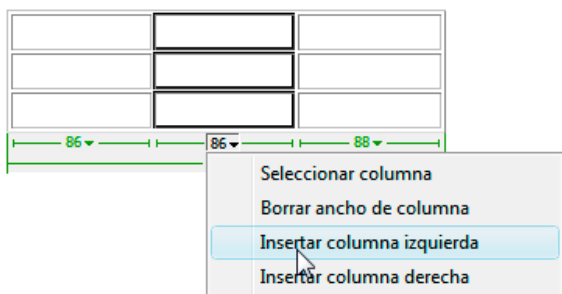 86 86 88
Seleccionar columna
Borrar ancho de columna
Insertar columna izquierda
Insertar columna derecha